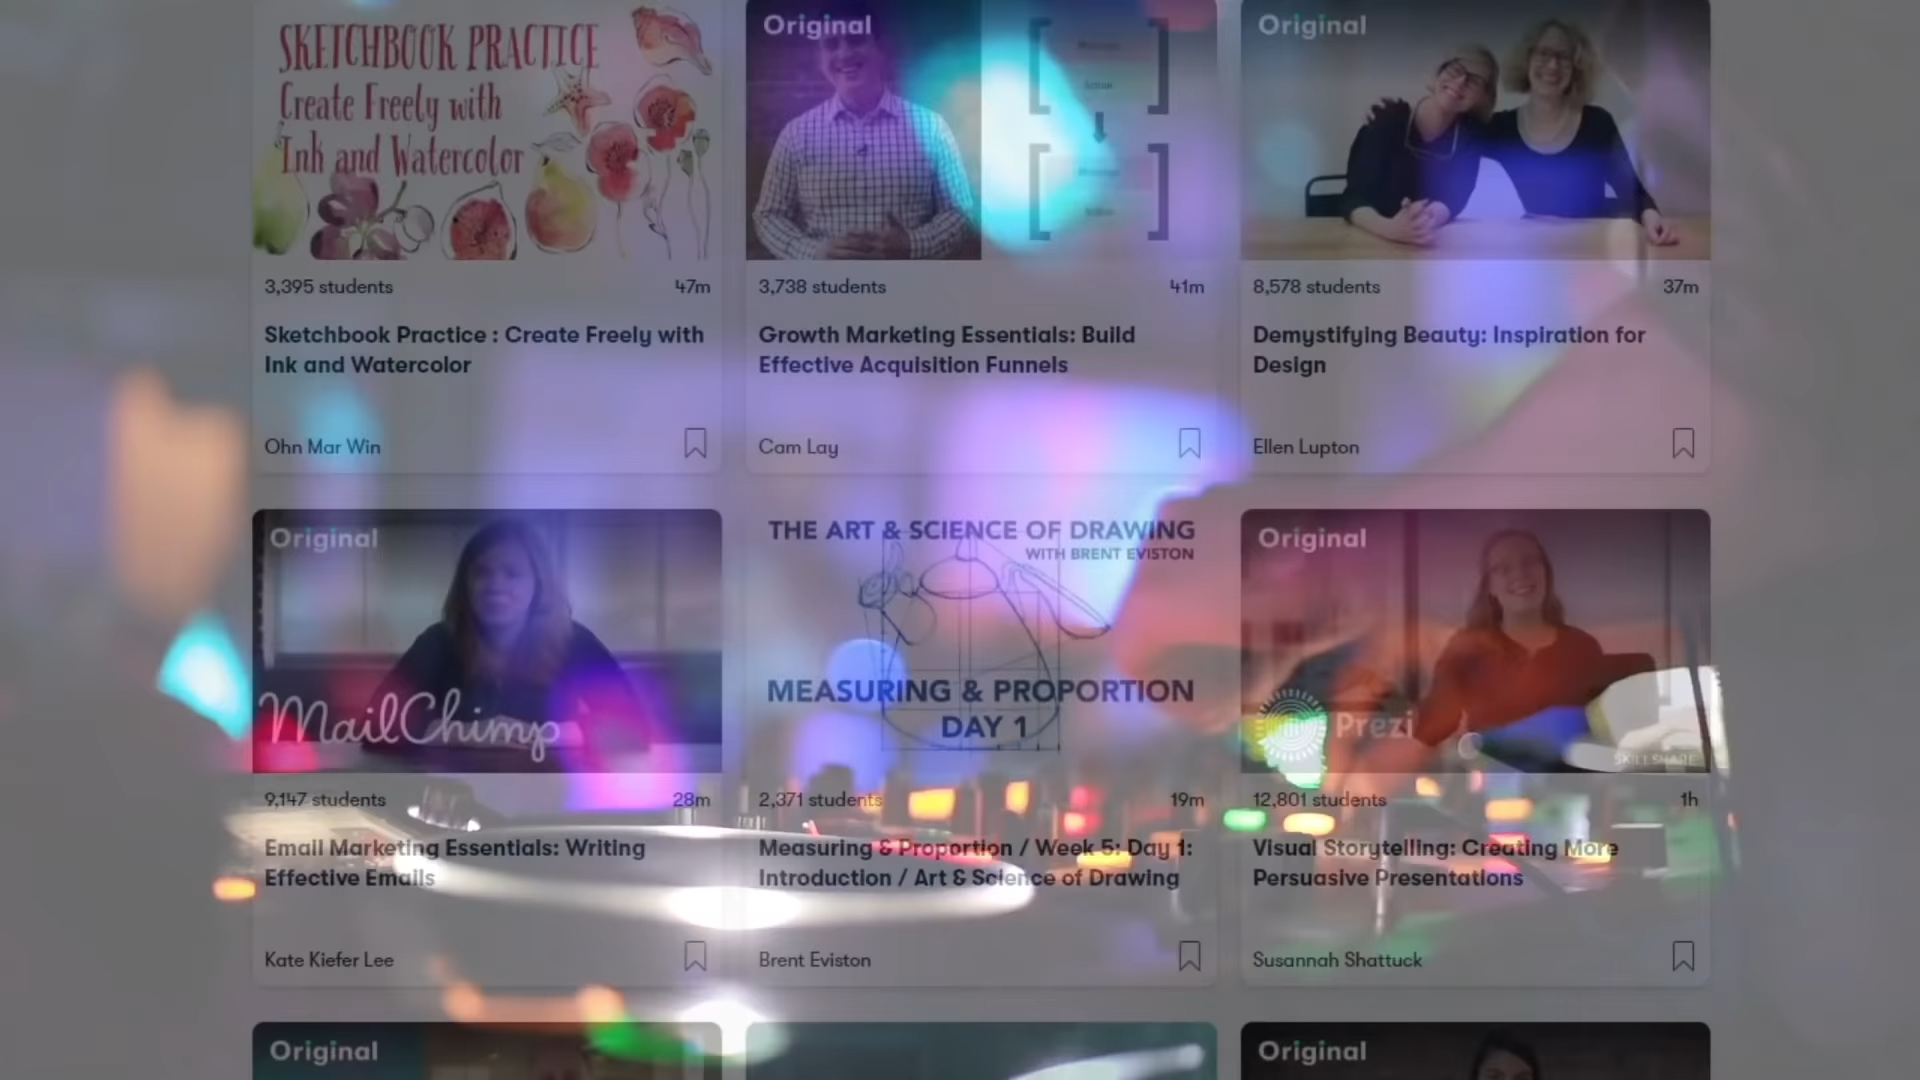 SKETCHBOOK PRACTICE
Create Freely with
Ink and Watercolor
3,395 students
47m
Sketchbook Practice : Create Freely with
Ink and Watercolor
Ohn Mar Win
Original
3,738 students
41m
Growth Marketing Essentials: Build
Effective Acquisition Funnels
Cam Lay
Original
8,578 students
37m
Demystifying Beauty: Inspiration for
Design
Ellen Lupton
Original
MailChimp
9,147 students
28m
Email Marketing Essentials: Writing
Effective Emails
Kate Kiefer Lee
THE ART & SCIENCE OF DRAWING
WITH BRENT EVISTON
MEASURING & PROPORTION
DAY 1
2,371 students
19m
Measuring & Proportion / Week 5: Day 1:
Introduction / Art & Science of Drawing
Brent Eviston
Original
Prezi
SKILLSHARE
12,801 students
1h
Visual Storytelling: Creating More
Persuasive Presentations
Susannah Shattuck
Original
Original